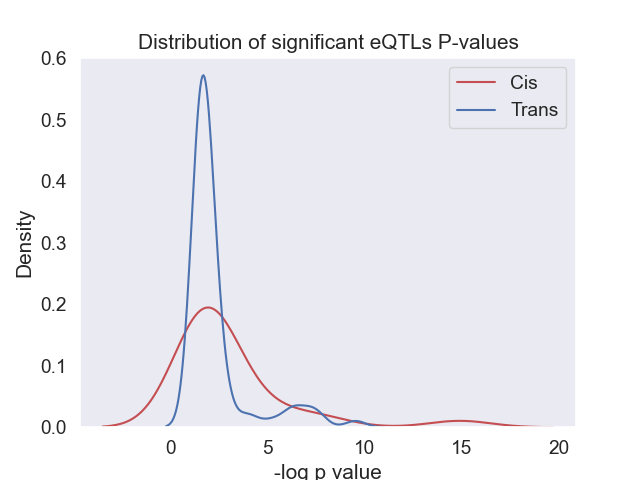 Distribution of significant eQTLs P-values
Cis
Trans
Density
0.6
0.5
0.4
0.3
0.2
0.1
0.0
0 5 10 15 20
-log p value